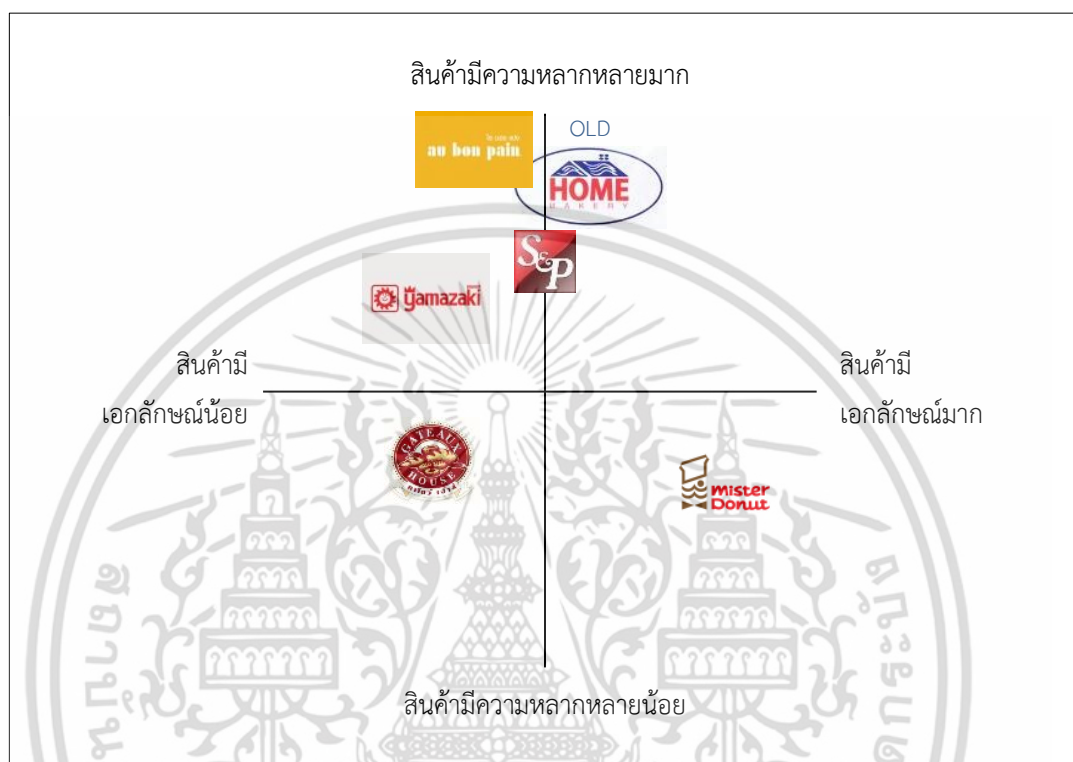 สินค้ามีความหลากหลายมาก
au bon pain
OLD
HOME
BAKERY
S&P
yamazaki
สินค้ามี
เอกลักษณ์น้อย
สินค้ามี
เอกลักษณ์มาก
GATEAUX
HOUSE
mister
Donut
สินค้ามีความหลากหลายน้อย